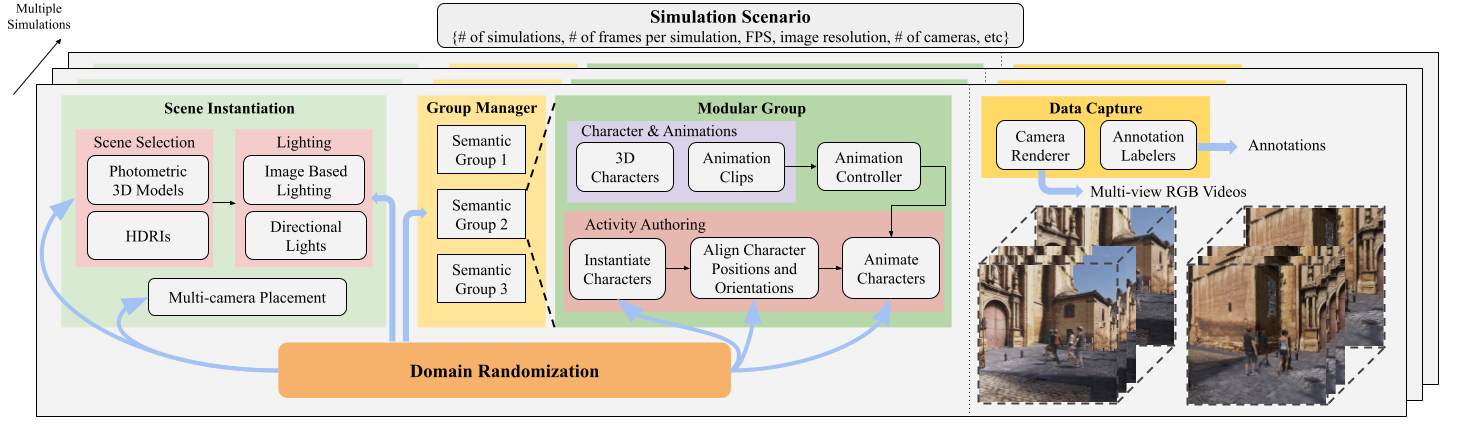 Multiple
Simulations
Simulation Scenario
{# of simulations, # of frames per simulation, FPS, image resolution, # of cameras, etc}
Scene Instantiation
Scene Selection
Photometric
3D Models
HDRIs
Lighting
Image Based
Lighting
Directional
Lights
Multi-camera Placement
Group Manager
Semantic
Group 1
Semantic
Group 2
Semantic
Group 3
Modular Group
Character & Animations
3D
Characters
Animation
Clips
Animation
Controller
Activity Authoring
Instantiate
Characters
Align Character
Positions and
Orientations
Animate
Characters
Domain Randomization
Data Capture
Camera
Renderer
Annotation
Labelers
Annotations
Multi-view RGB Videos